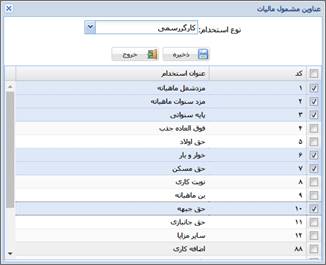 عناوین مشمول مالیات
نوع استخدام: کارگررسمی
ذخیره خروج
کد عنوان استخدام
۱ مزدشغل ماهیانه
۲ مزد سنوات ماهیانه
۳ پایه سنواتی
۴ فوق العاده جذب
۵ حق اولاد
۶ خوار و بار
۷ حق مسکن
۸ نوبت کاری
۹ بن ماهیانه
۱۰ حق جبهه
۱۱ حق جانبازی
۱۲ سایر مزایا
۸۸ اضافه کاری